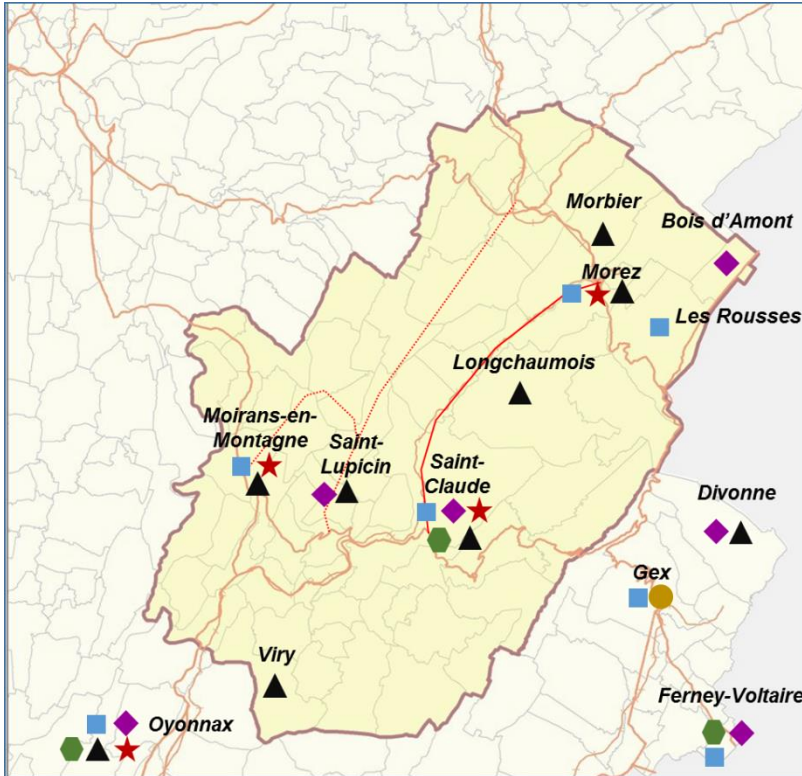 Morbier
Bois d'Amont
Morez
Les Rousses
Longchaumois
Moirans-en-
Montagne
Saint-
Lupicin
Saint-
Claude
Divonne
Gex
Viry
Ferney-Voltaire
Oyonnax